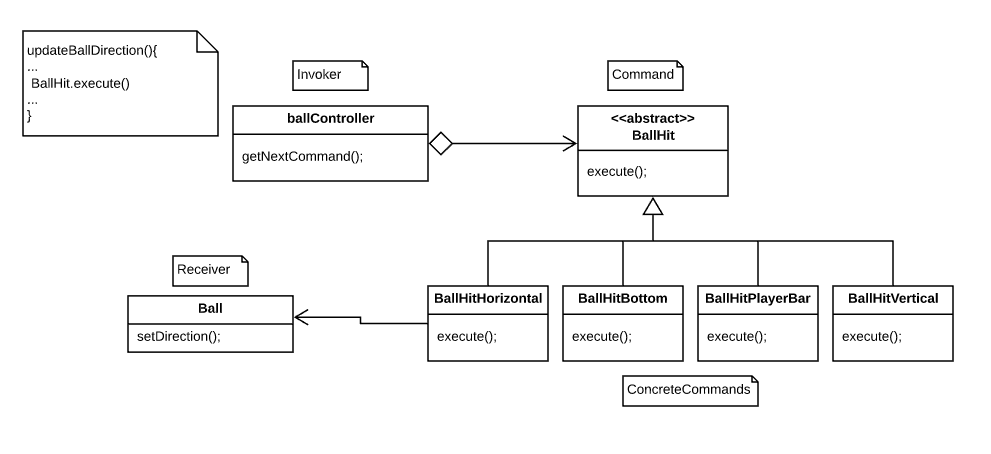 updateBallDirection(){
...
BallHit.execute()
...
}
Invoker
ballController
getNextCommand();
Command
<<abstract>>
BallHit
execute();
Receiver
Ball
setDirection();
BallHitHorizontal
execute();
BallHitBottom
execute();
BallHitPlayerBar
execute();
BallHitVertical
execute();
ConcreteCommands